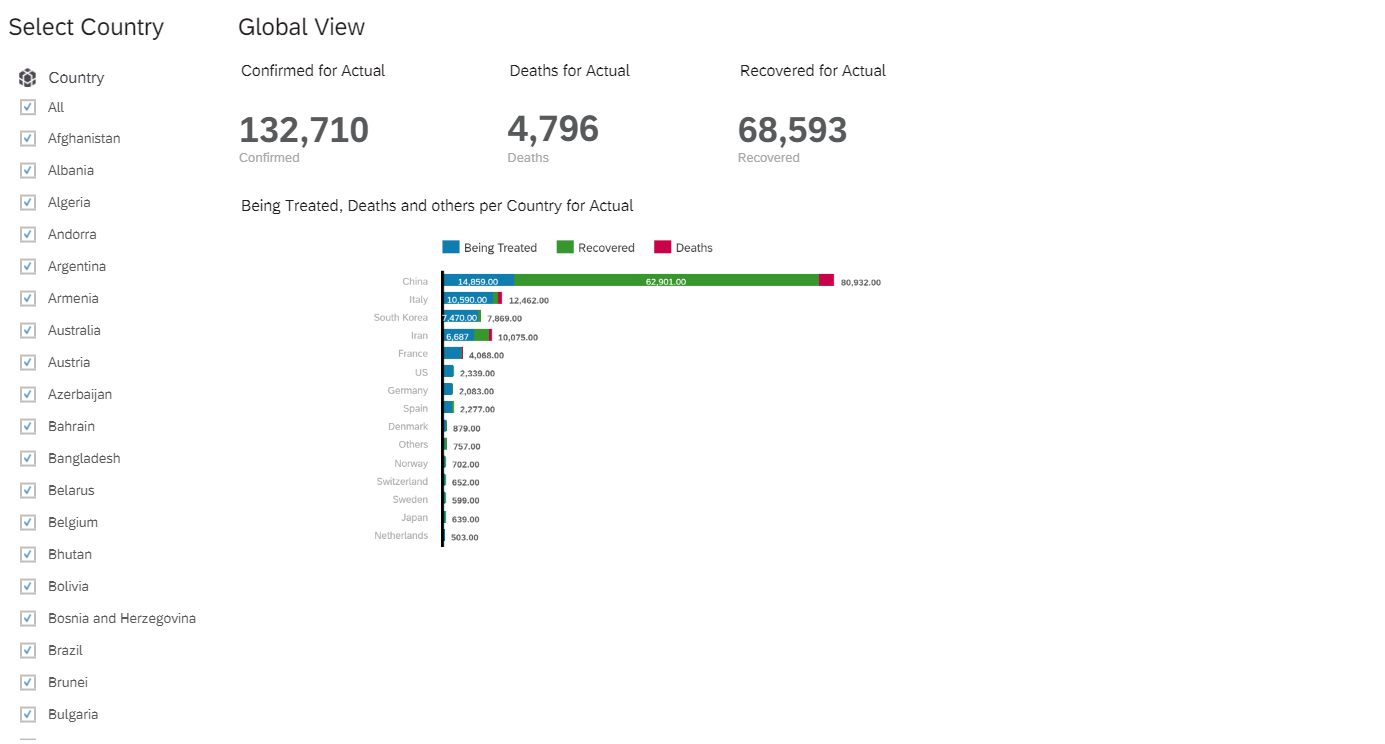 Select Country
Country
All
Afghanistan
Albania
Algeria
Andorra
Argentina
Armenia
Australia
Austria
Azerbaijan
Bahrain
Bangladesh
Belarus
Belgium
Bhutan
Bolivia
Bosnia and Herzegovina
Brazil
Brunei
Bulgaria
Global View
Confirmed for Actual
132,710
Confirmed
Deaths for Actual
4,796
Deaths
Recovered for Actual
68,593
Recovered
Being Treated, Deaths and others per Country for Actual
Being Treated Recovered Deaths
China 14,859.00 62,901.00 80,932.00
Italy 10,590.00 12,462.00
South Korea 7,470.00 7,869.00
Iran 6,687 10,075.00
France 4,068.00
US 2,339.00
Germany 2,083.00
Spain 2,277.00
Denmark 879.00
Others 757.00
Norway 702.00
Switzerland 652.00
Sweden 599.00
Japan 639.00
Netherlands 503.00